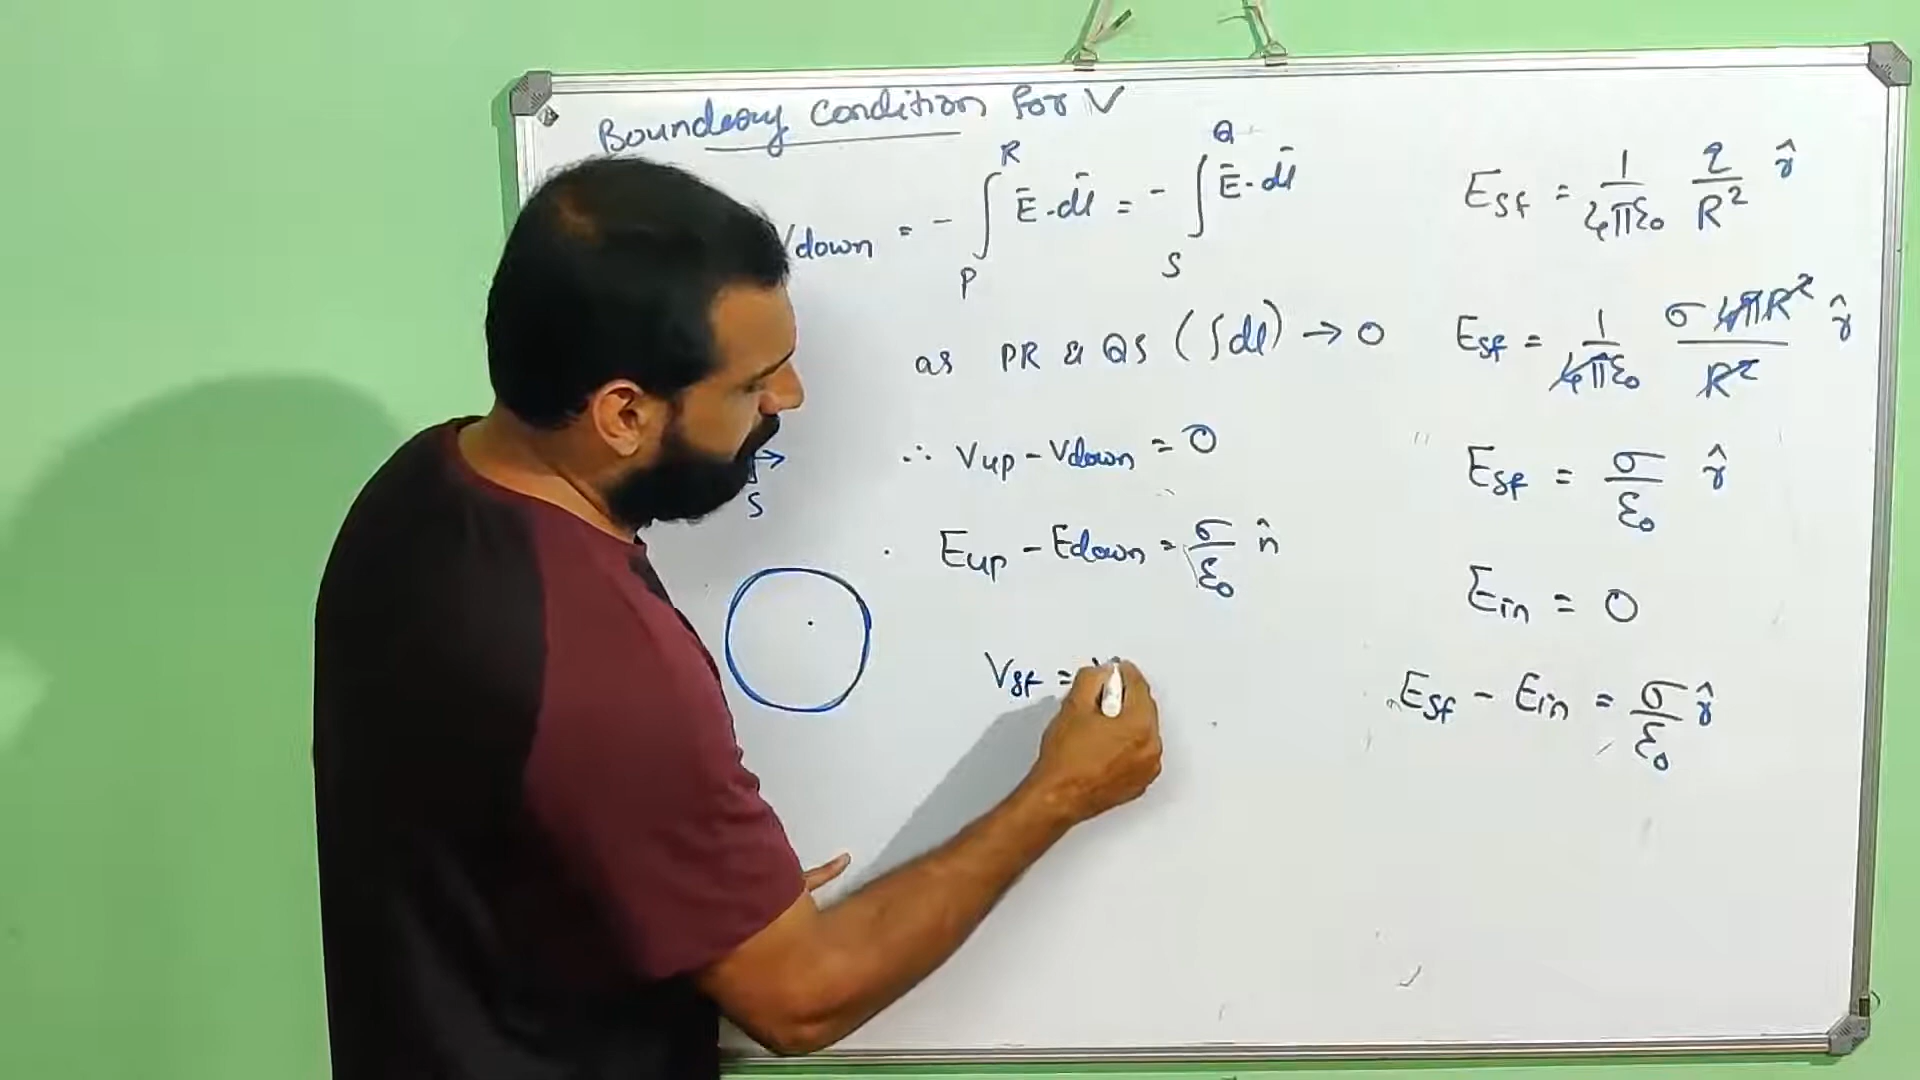 Boundary Condition for V
Vdown = - ∫_P^R Ē·dl̄ = - ∫_S^Q Ē·dl̄
as PR & QS (∫dl) → 0
∴ Vup - Vdown = 0
Eup - Edown = σ/ε₀ n̂
Vsf =
S
Esf = 1/4πε₀ q/R² r̂
Esf = 1/4πε₀ σ4πR²/R² r̂
Esf = σ/ε₀ r̂
Ein = 0
Esf - Ein = σ/ε₀ r̂